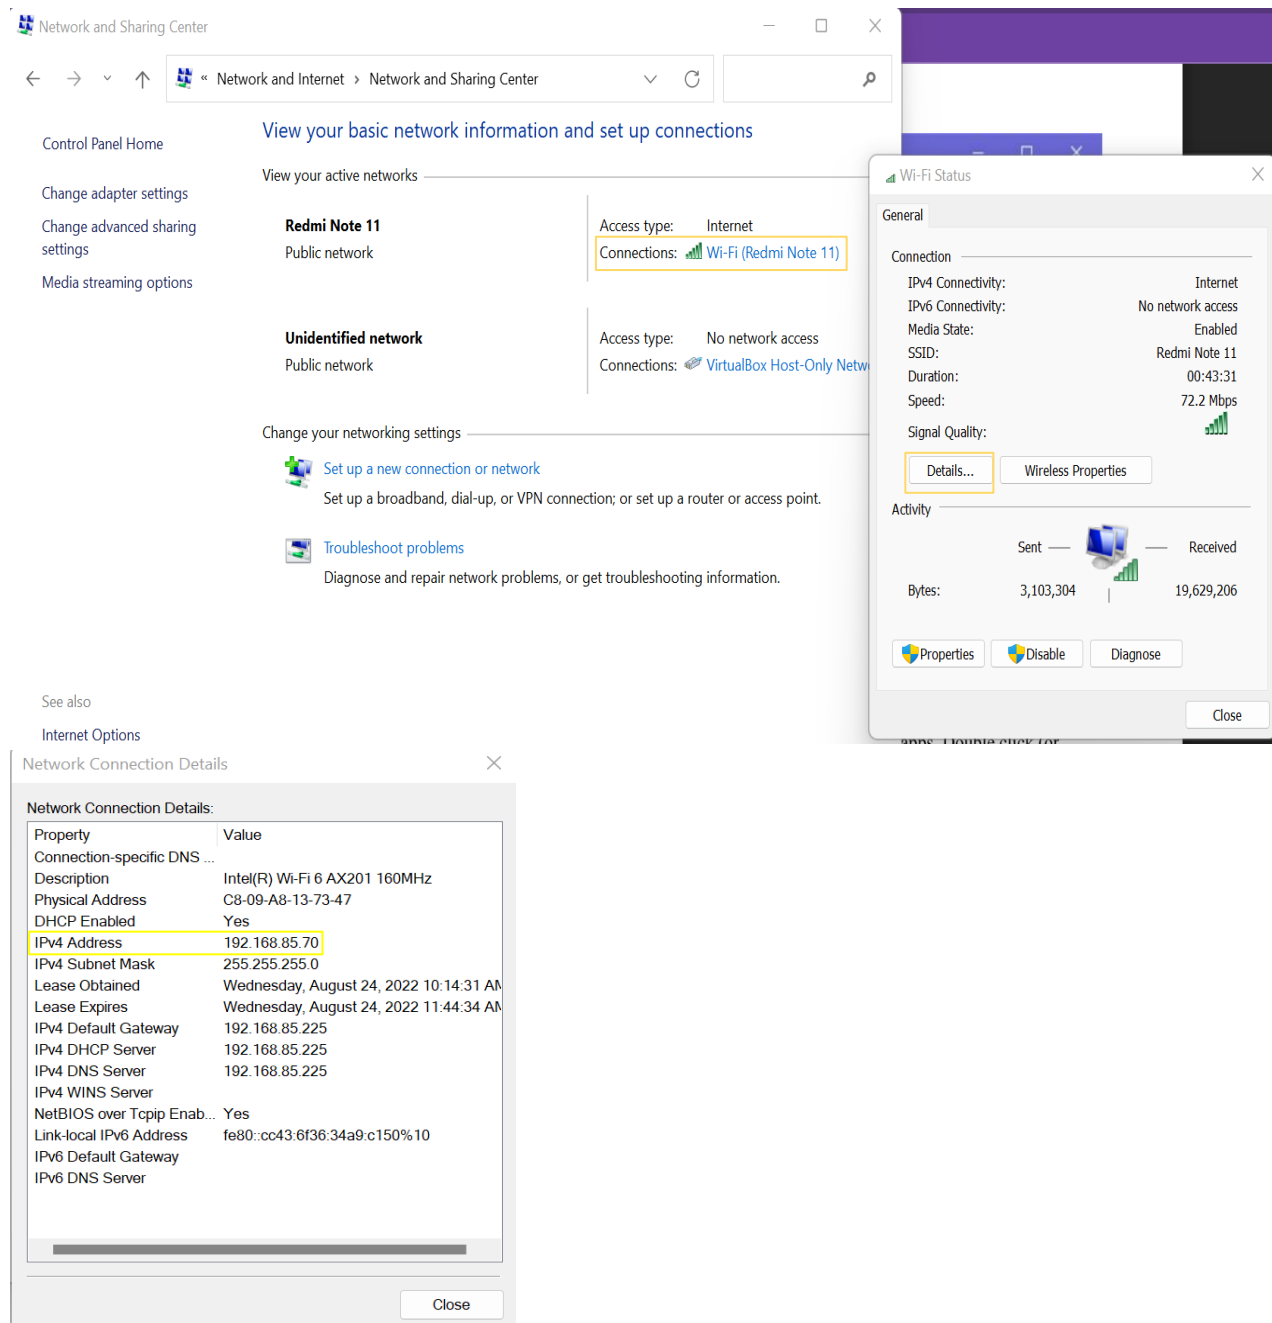 Network and Sharing Center
« Network and Internet › Network and Sharing Center
Control Panel Home
Change adapter settings
Change advanced sharing
settings
Media streaming options
See also
Internet Options
View your basic network information and set up connections
View your active networks
Redmi Note 11
Public network
Access type: Internet
Connections: Wi-Fi (Redmi Note 11)
Unidentified network
Public network
Access type: No network access
Connections: VirtualBox Host-Only Netw
Change your networking settings
Set up a new connection or network
Set up a broadband, dial-up, or VPN connection; or set up a router or access point.
Troubleshoot problems
Diagnose and repair network problems, or get troubleshooting information.
Wi-Fi Status
General
Connection
IPv4 Connectivity: Internet
IPv6 Connectivity: No network access
Media State: Enabled
SSID: Redmi Note 11
Duration: 00:43:31
Speed: 72.2 Mbps
Signal Quality:
Details... Wireless Properties
Activity
Sent — — Received
Bytes: 3,103,304 19,629,206
Properties Disable Diagnose
Close
Network Connection Details
Network Connection Details:
Property Value
Connection-specific DNS ...
Description Intel(R) Wi-Fi 6 AX201 160MHz
Physical Address C8-09-A8-13-73-47
DHCP Enabled Yes
IPv4 Address 192.168.85.70
IPv4 Subnet Mask 255.255.255.0
Lease Obtained Wednesday, August 24, 2022 10:14:31 AM
Lease Expires Wednesday, August 24, 2022 11:44:34 AM
IPv4 Default Gateway 192.168.85.225
IPv4 DHCP Server 192.168.85.225
IPv4 DNS Server 192.168.85.225
IPv4 WINS Server
NetBIOS over Tcpip Enab... Yes
Link-local IPv6 Address fe80::cc43:6f36:34a9:c150%10
IPv6 Default Gateway
IPv6 DNS Server
Close